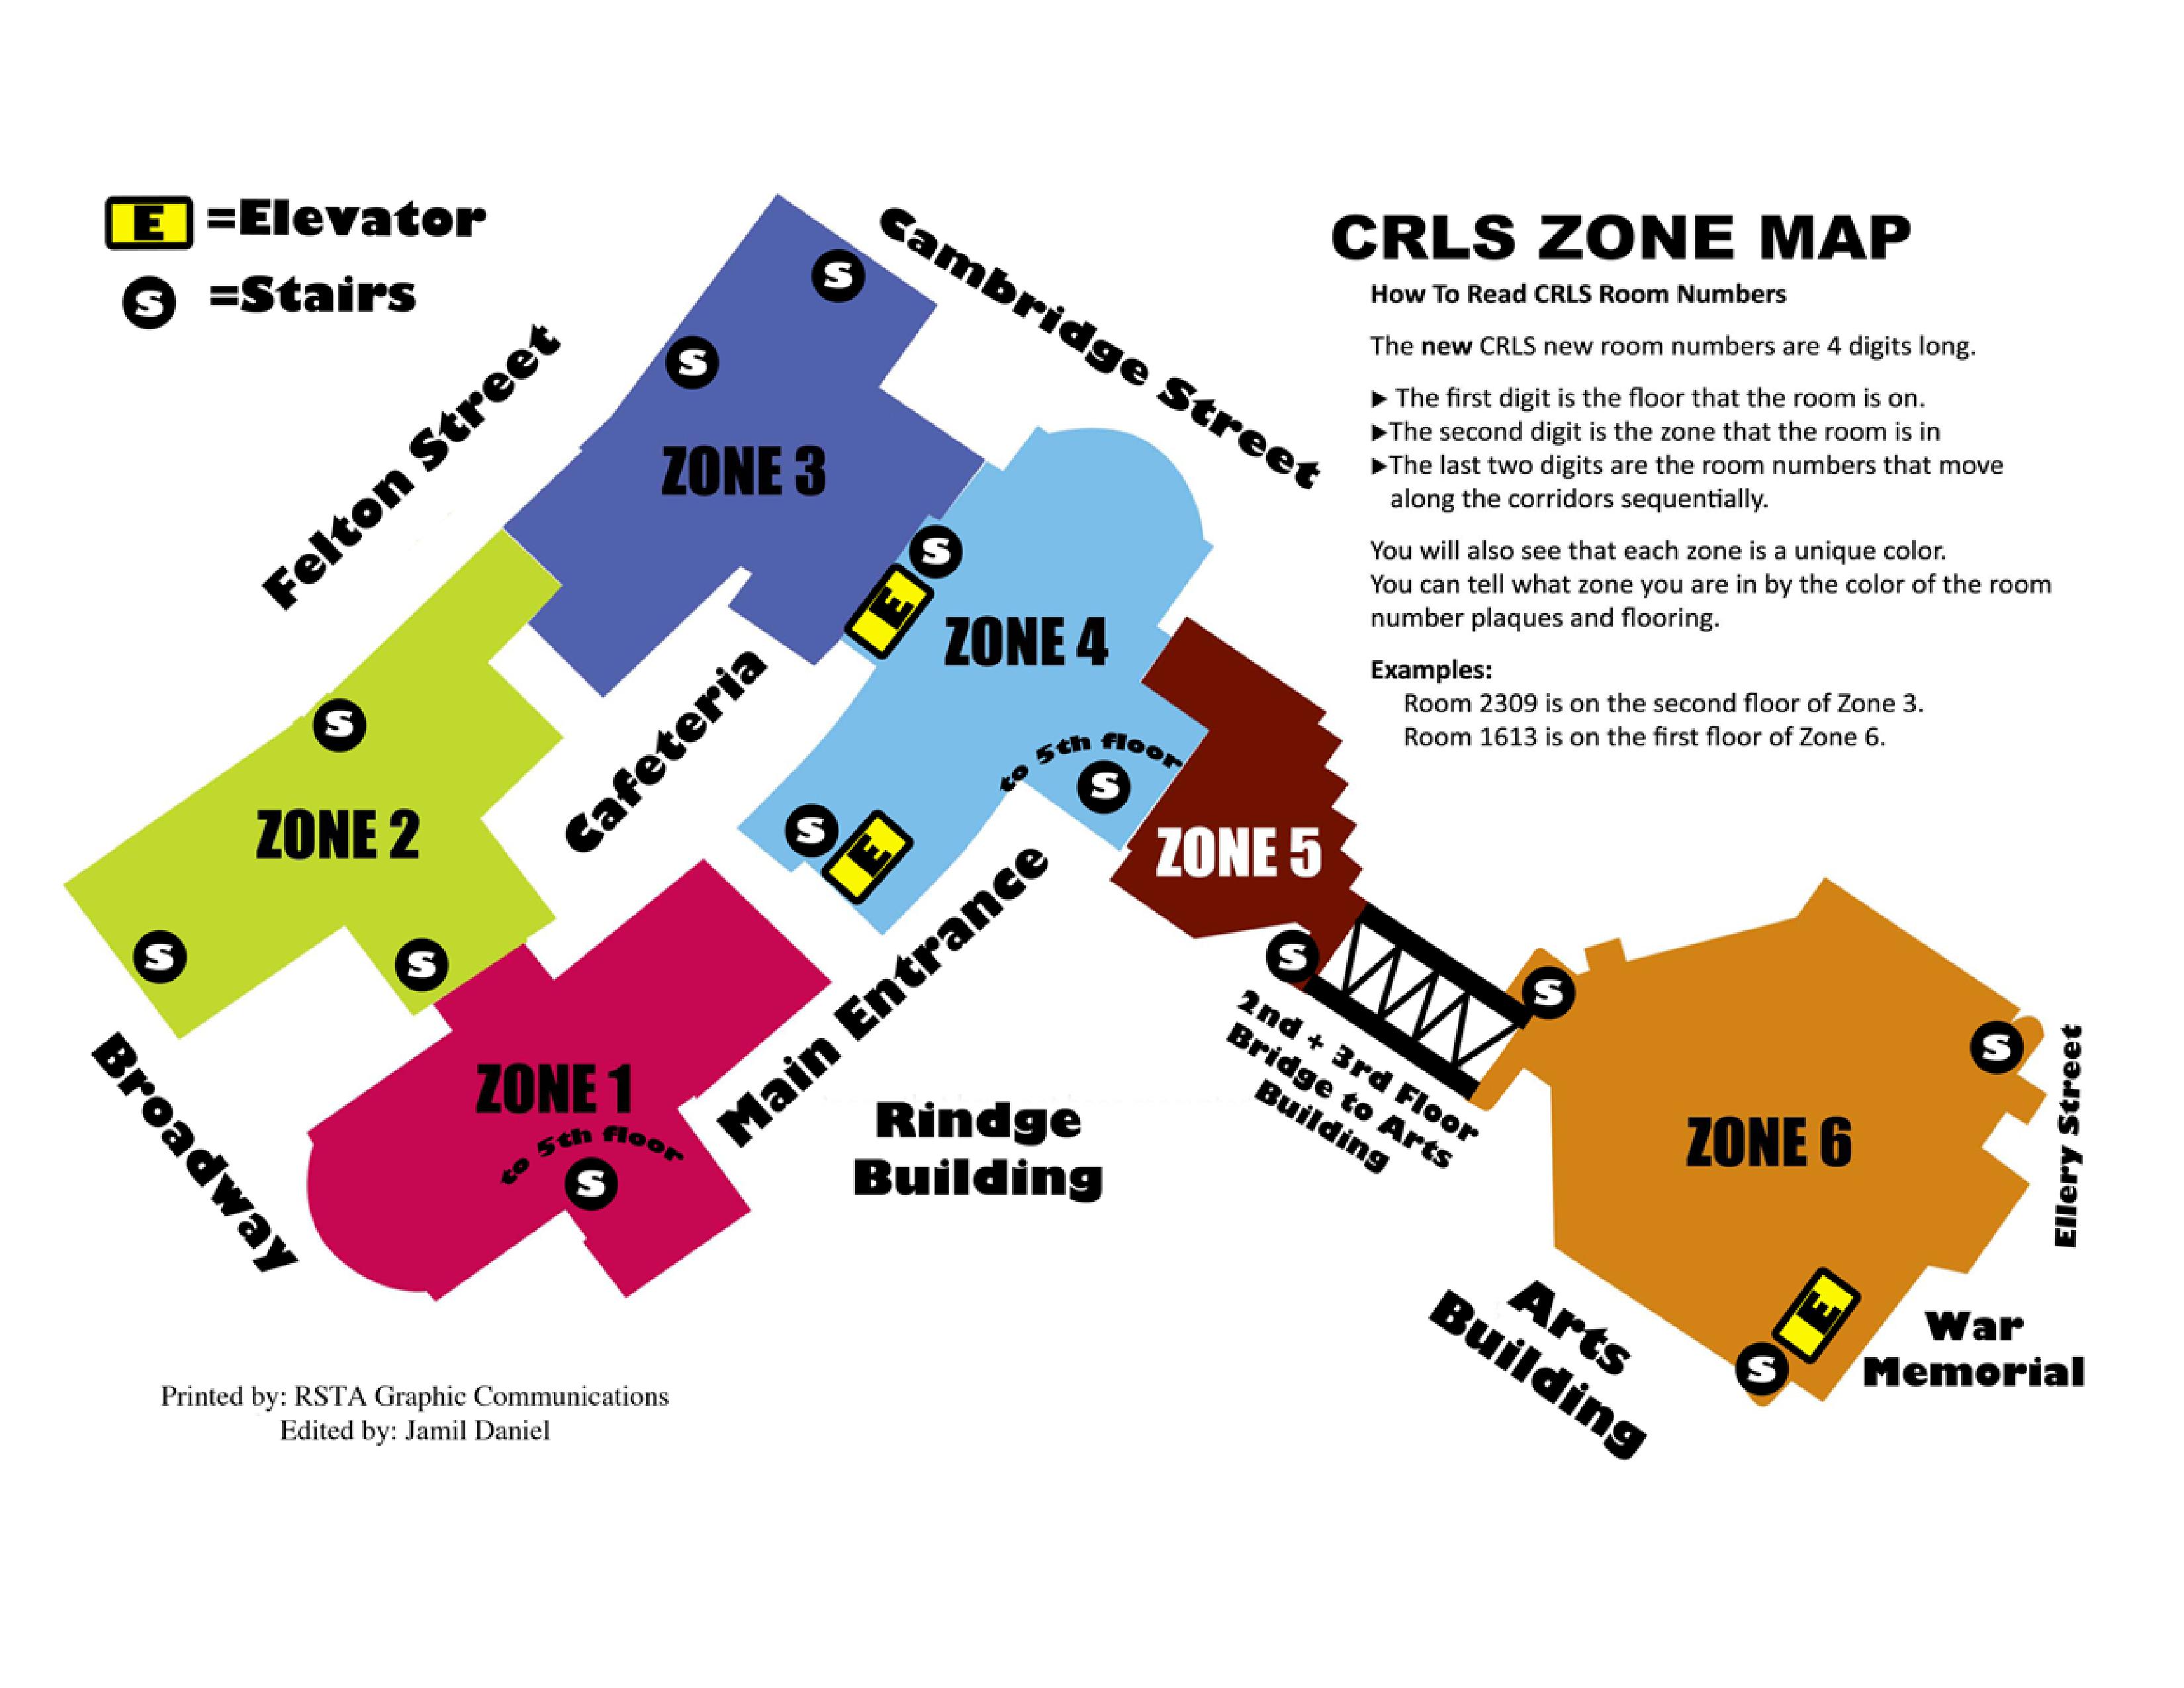 E =Elevator
S =Stairs
CRLS ZONE MAP
How To Read CRLS Room Numbers
The new CRLS new room numbers are 4 digits long.
▶ The first digit is the floor that the room is on.
▶The second digit is the zone that the room is in
▶The last two digits are the room numbers that move
along the corridors sequentially.
You will also see that each zone is a unique color.
You can tell what zone you are in by the color of the room
number plaques and flooring.
Examples:
Room 2309 is on the second floor of Zone 3.
Room 1613 is on the first floor of Zone 6.
Cambridge Street
Felton Street
S
S
ZONE 3
S
E
ZONE 4
Cafeteria
to 5th floor
S
S
E
S
ZONE 2
S
S
ZONE 5
S
Main Entrance
Broadway
ZONE 1
to 5th floor
S
Rindge
Building
2nd + 3rd Floor
Bridge to Arts
Building
S
S
ZONE 6
Ellery Street
E
S
Arts
Building
War
Memorial
Printed by: RSTA Graphic Communications
Edited by: Jamil Daniel